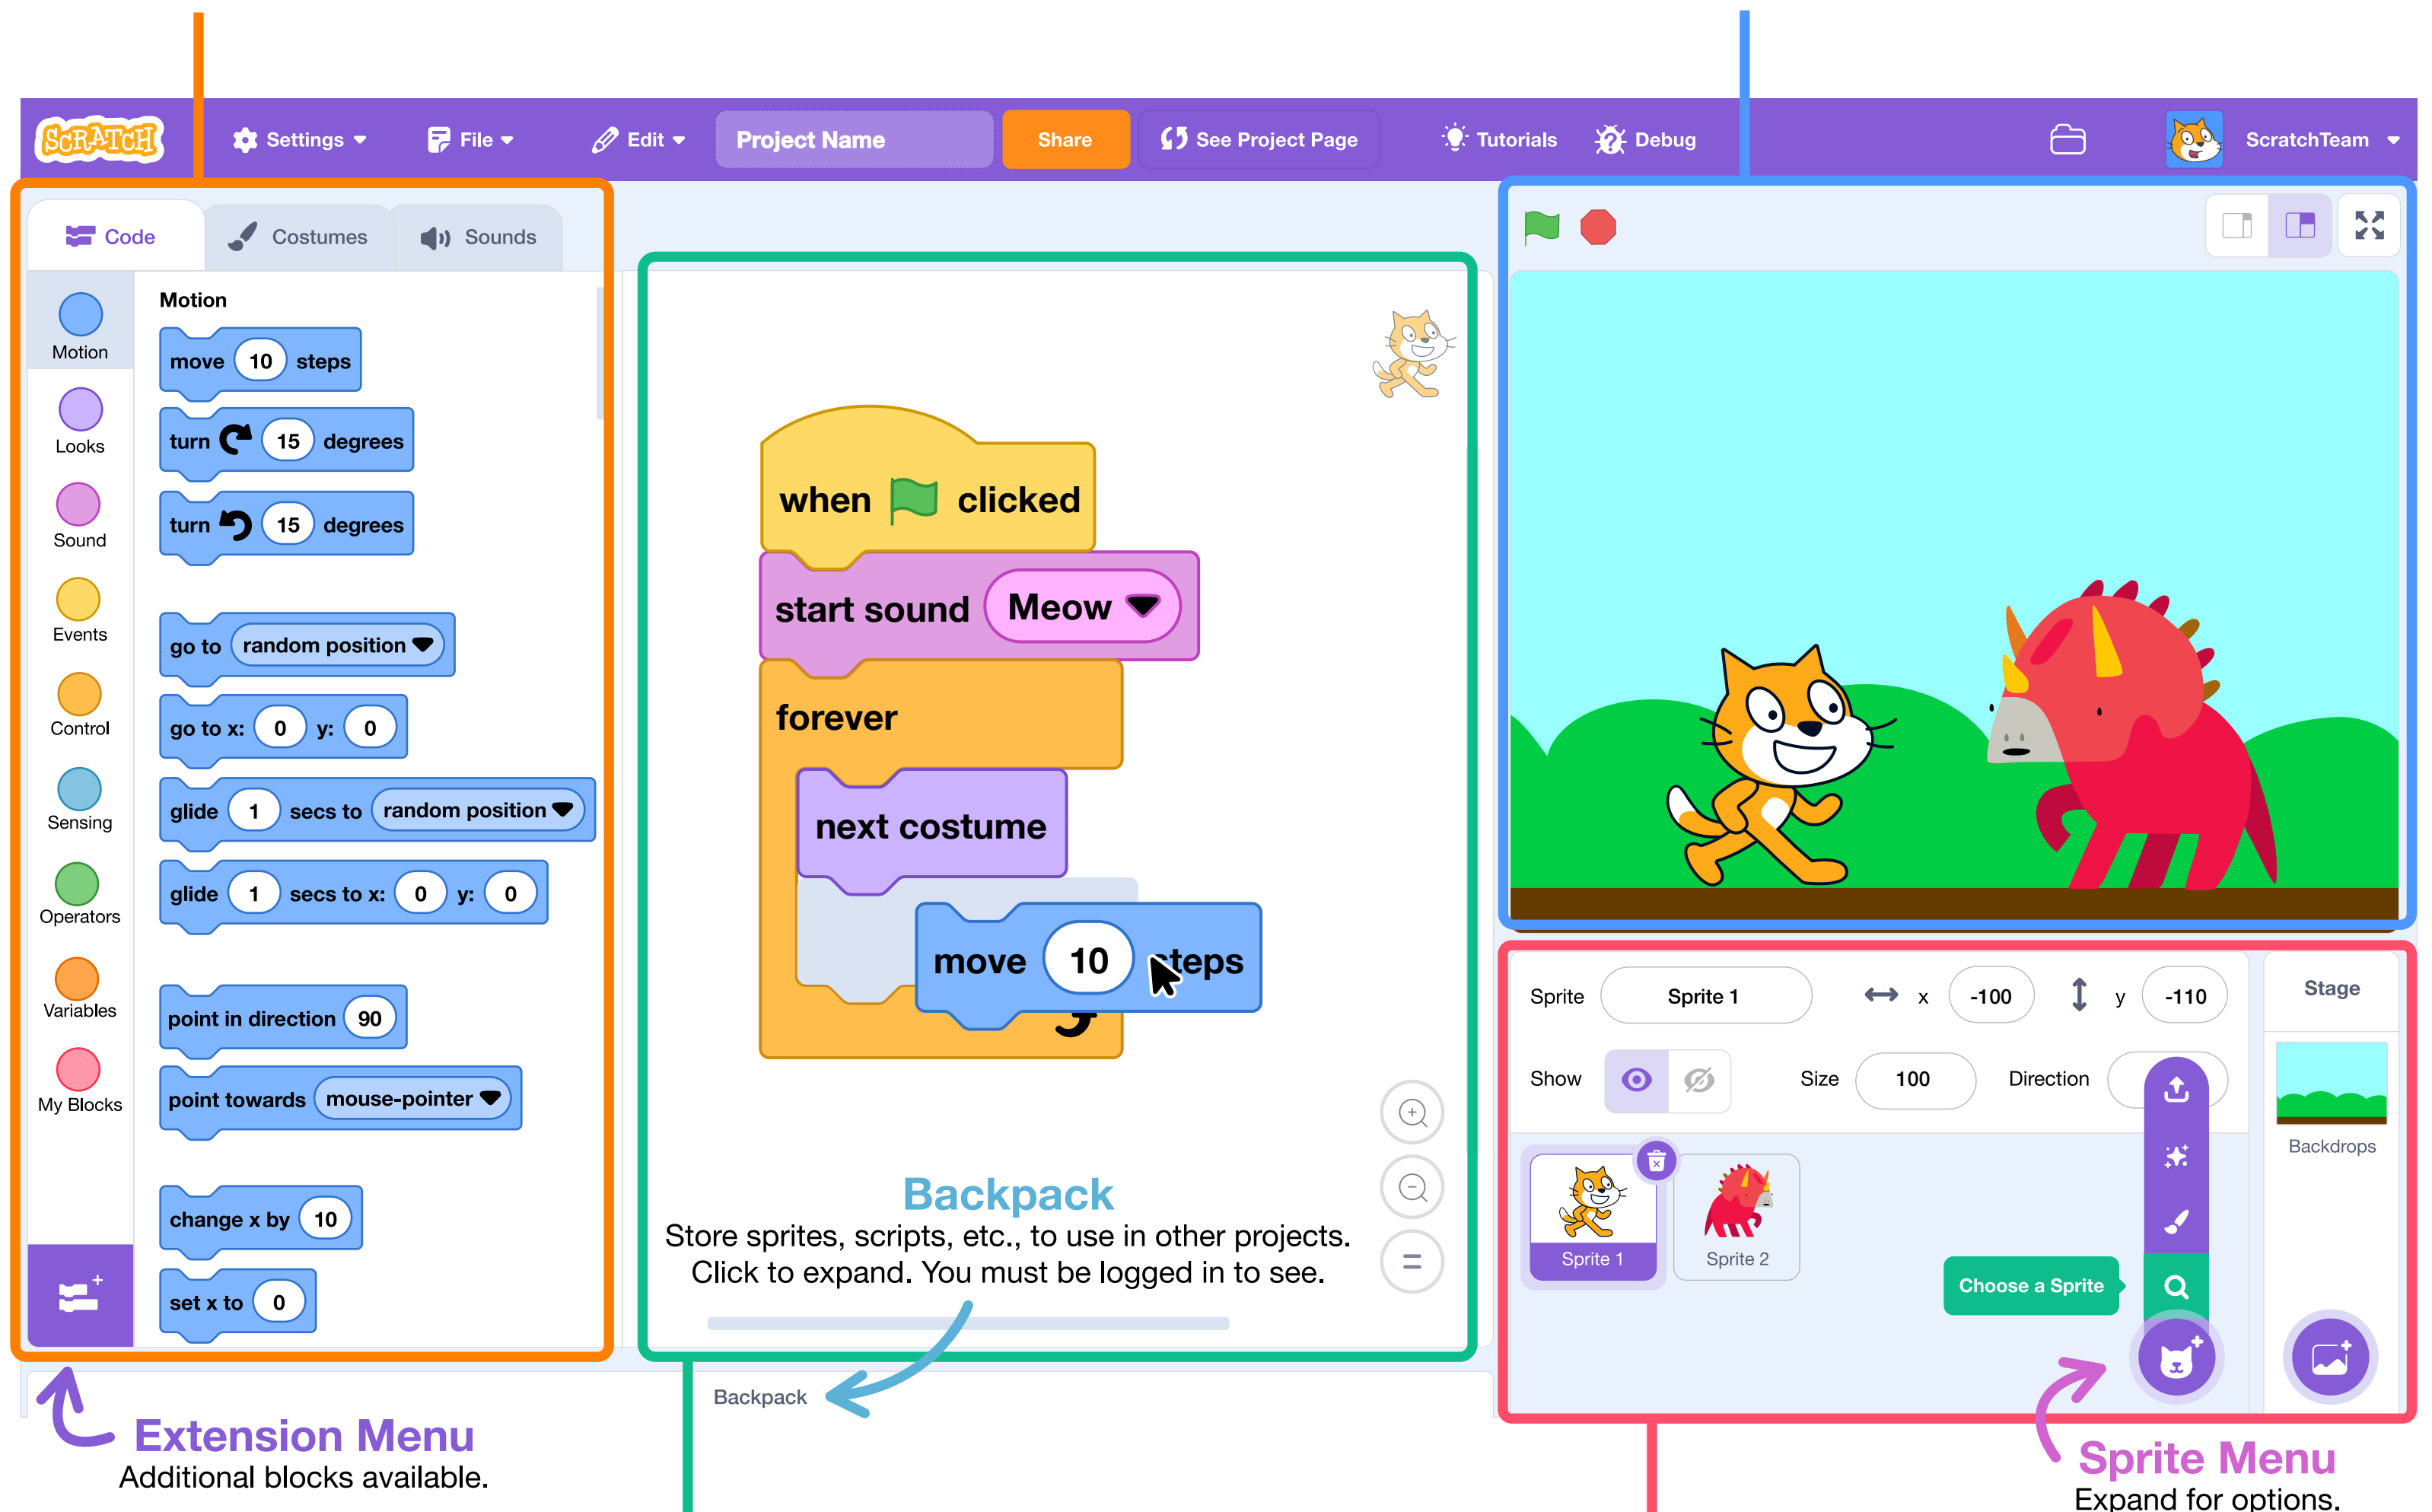 SCRATCH
Settings
File
Edit
Project Name
Share
See Project Page
Tutorials
Debug
ScratchTeam
Code
Costumes
Sounds
Motion
Looks
Sound
Events
Control
Sensing
Operators
Variables
My Blocks
Motion
move 10 steps
turn 15 degrees
turn 15 degrees
go to random position
go to x: 0 y: 0
glide 1 secs to random position
glide 1 secs to x: 0 y: 0
point in direction 90
point towards mouse-pointer
change x by 10
set x to 0
when clicked
start sound Meow
forever
next costume
move 10 steps
Backpack
Store sprites, scripts, etc., to use in other projects.
Click to expand. You must be logged in to see.
Backpack
Extension Menu
Additional blocks available.
Sprite Sprite 1 x -100 y -110
Show Size 100 Direction
Sprite 1
Sprite 2
Choose a Sprite
Stage
Backdrops
Sprite Menu
Expand for options.